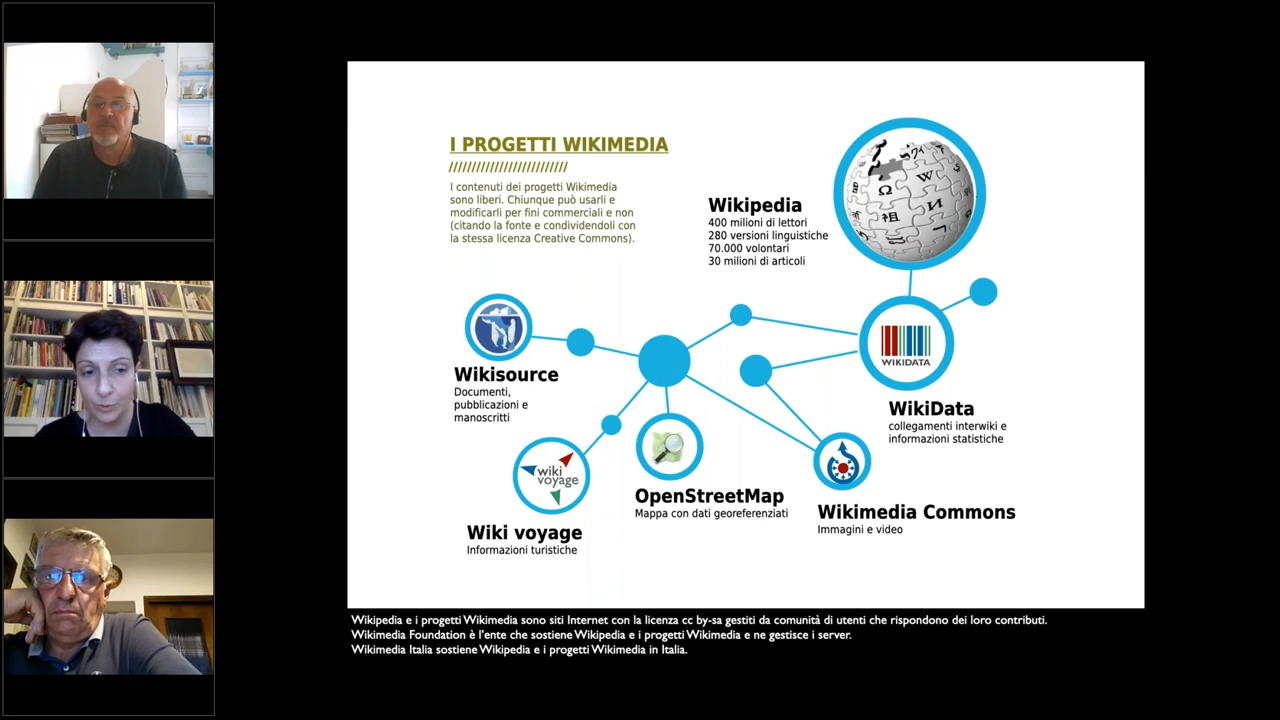 I PROGETTI WIKIMEDIA
//////////////////////////
I contenuti dei progetti Wikimedia
sono liberi. Chiunque può usarli e
modificarli per fini commerciali e non
(citando la fonte e condividendoli con
la stessa licenza Creative Commons).
Wikipedia
400 milioni di lettori
280 versioni linguistiche
70.000 volontari
30 milioni di articoli
Ω W И 祖
WIKIDATA
WikiData
collegamenti interwiki e
informazioni statistiche
Wikisource
Documenti,
pubblicazioni e
manoscritti
wiki
voyage
Wiki voyage
Informazioni turistiche
OpenStreetMap
Mappa con dati georeferenziati
Wikimedia Commons
Immagini e video
Wikipedia e i progetti Wikimedia sono siti Internet con la licenza cc by-sa gestiti da comunità di utenti che rispondono dei loro contributi.
Wikimedia Foundation è l'ente che sostiene Wikipedia e i progetti Wikimedia e ne gestisce i server.
Wikimedia Italia sostiene Wikipedia e i progetti Wikimedia in Italia.